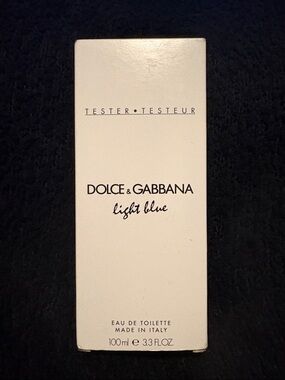 TESTER • TESTEUR
DOLCE & GABBANA
light blue
EAU DE TOILETTE
MADE IN ITALY
100ml e 3.3 FL.OZ.